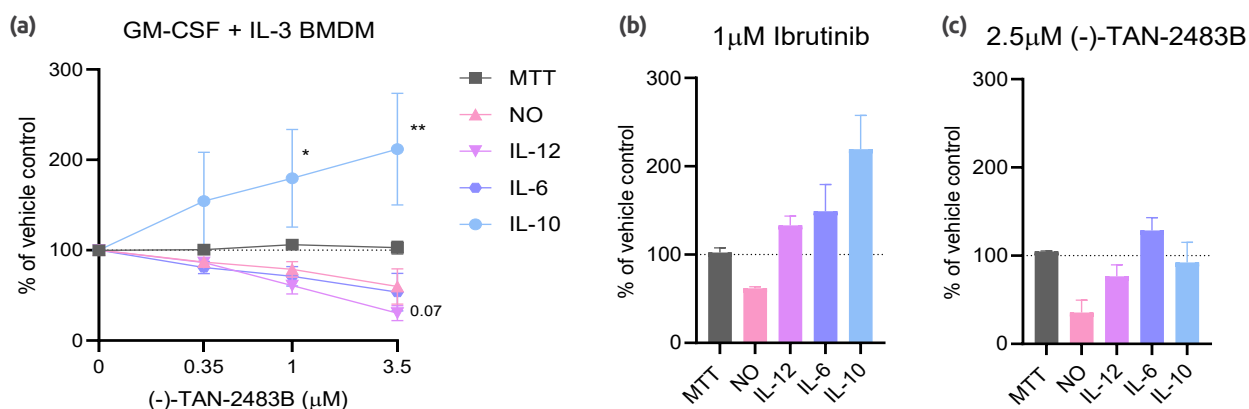 (a)
GM-CSF + IL-3 BMDM
% of vehicle control
300
200
100
0
0
0.35
1
3.5
(-)-TAN-2483B (μM)
*
**
0.07
MTT
NO
IL-12
IL-6
IL-10
(b)
1μM Ibrutinib
% of vehicle control
300
200
100
0
MTT
NO
IL-12
IL-6
IL-10
(c)
2.5μM (-)-TAN-2483B
% of vehicle control
300
200
100
0
MTT
NO
IL-12
IL-6
IL-10